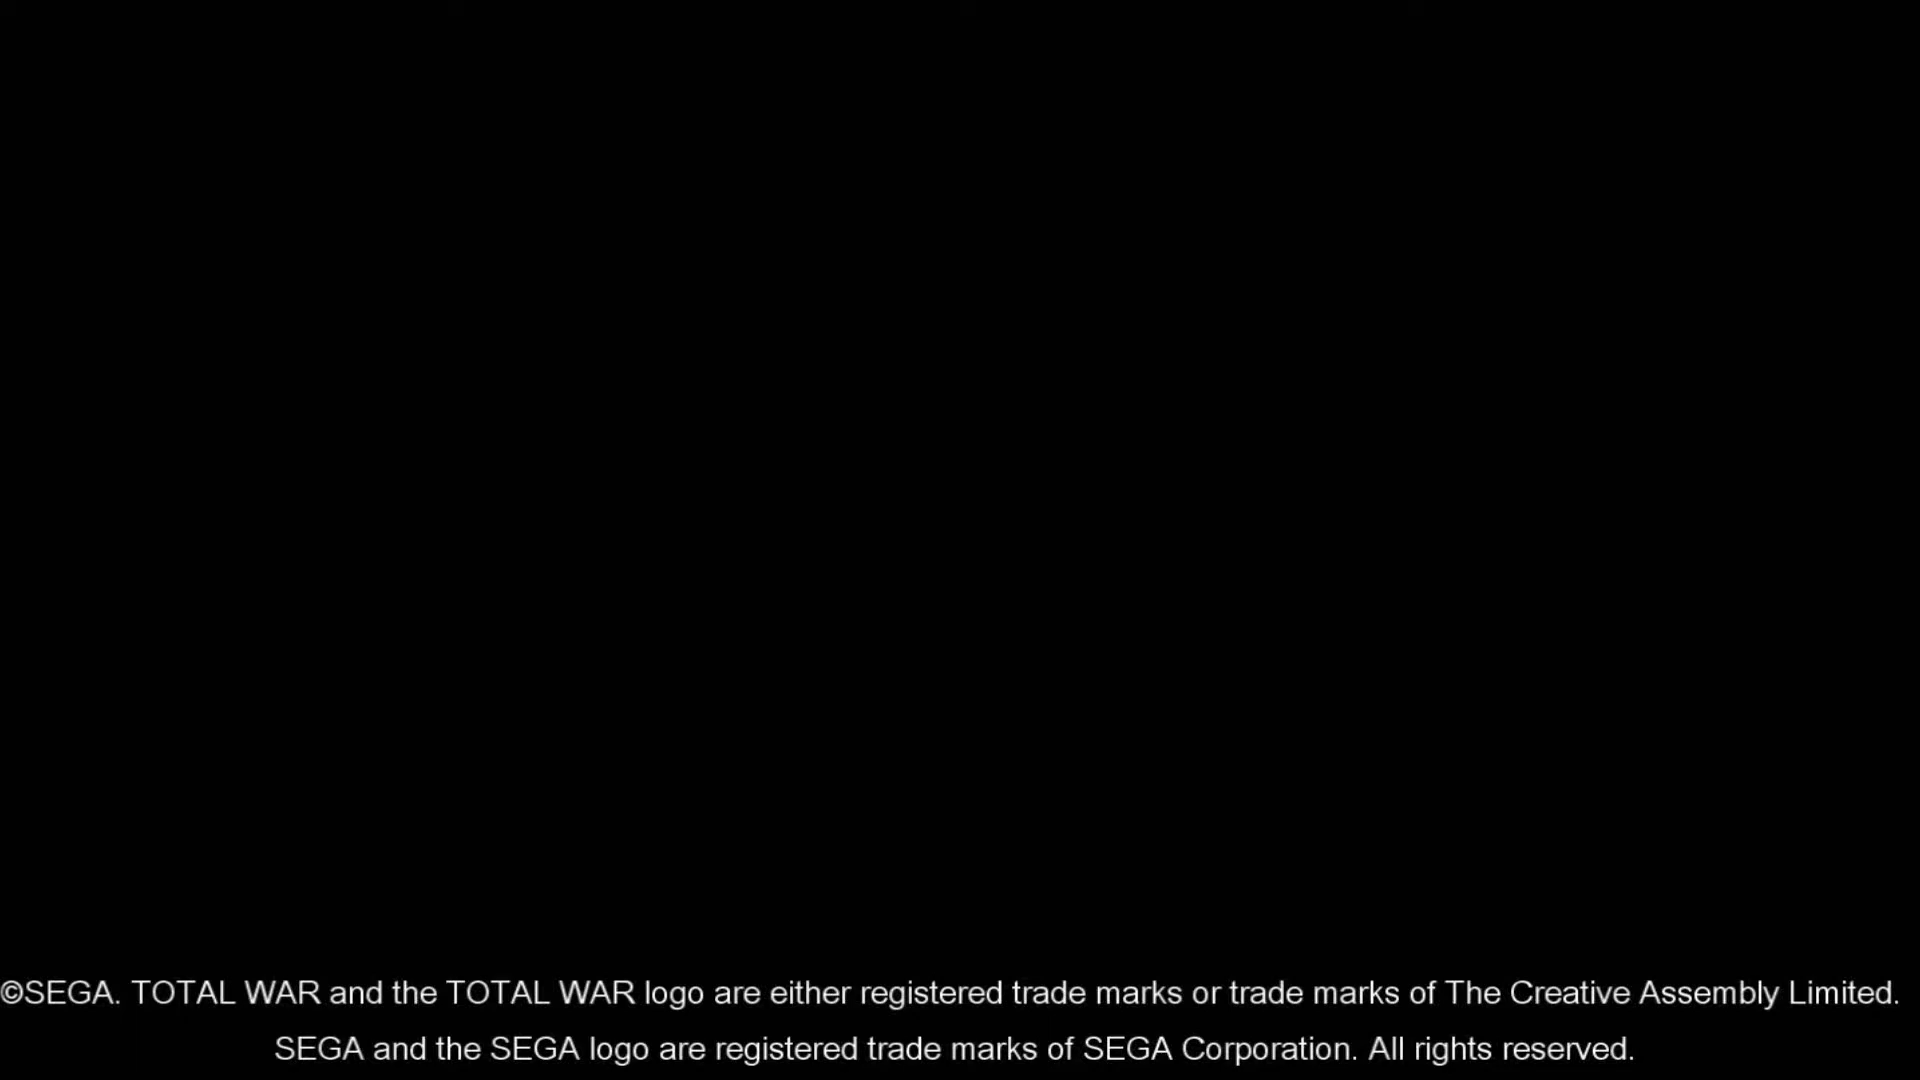 ©SEGA. TOTAL WAR and the TOTAL WAR logo are either registered trade marks or trade marks of The Creative Assembly Limited.
SEGA and the SEGA logo are registered trade marks of SEGA Corporation. All rights reserved.